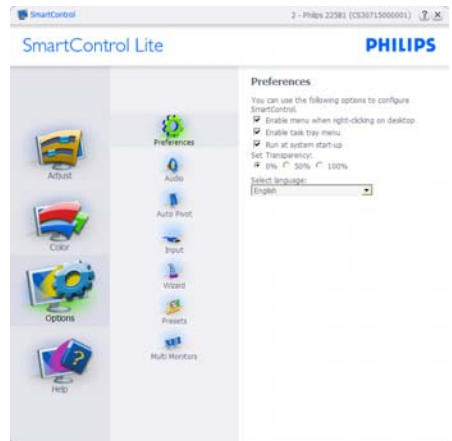 SmartControl
2 - Philips 225B1 (CS30715000001)
? X
SmartControl Lite
PHILIPS
Adjust
Color
Options
Help
Preferences
Audio
Auto Pivot
Input
Wizard
Presets
Multi Monitors
Preferences
You can use the following options to configure
SmartControl.
Enable menu when right-clicking on desktop
Enable task tray menu
Run at system start-up
Set Transparency:
0% 50% 100%
Select language:
English